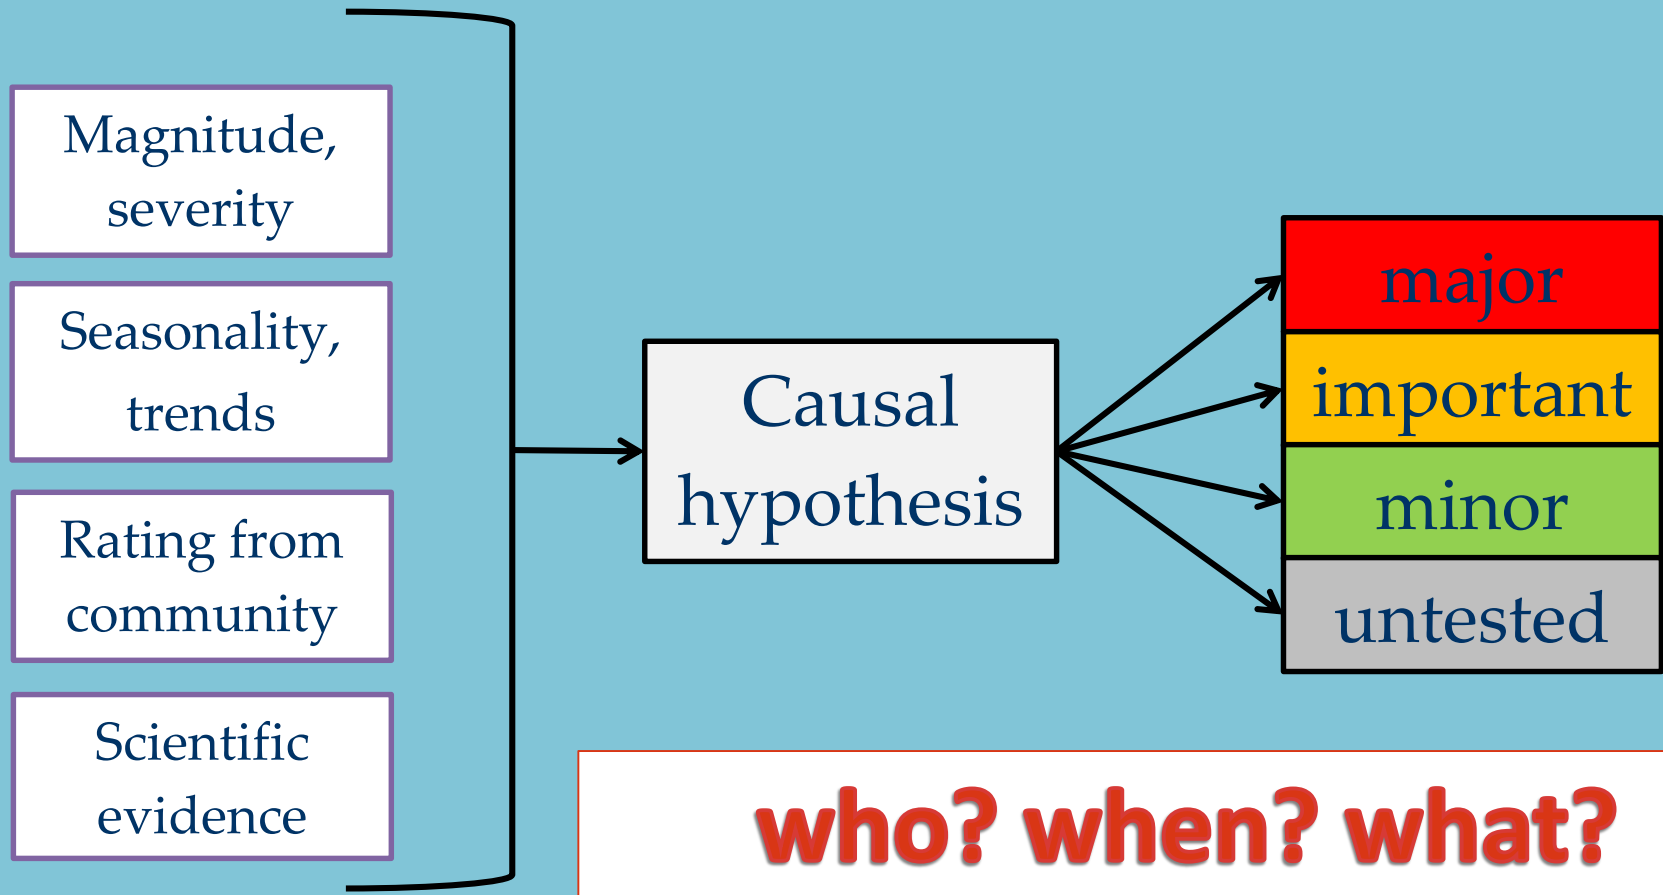 Magnitude,
severity
Seasonality,
trends
Rating from
community
Scientific
evidence
Causal
hypothesis
major
important
minor
untested
who? when? what?